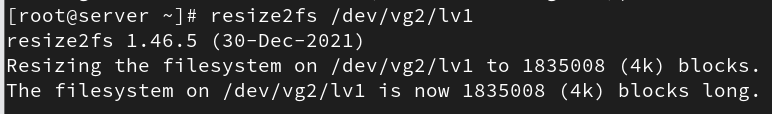 [root@server ~]# resize2fs /dev/vg2/lv1
resize2fs 1.46.5 (30-Dec-2021)
Resizing the filesystem on /dev/vg2/lv1 to 1835008 (4k) blocks.
The filesystem on /dev/vg2/lv1 is now 1835008 (4k) blocks long.